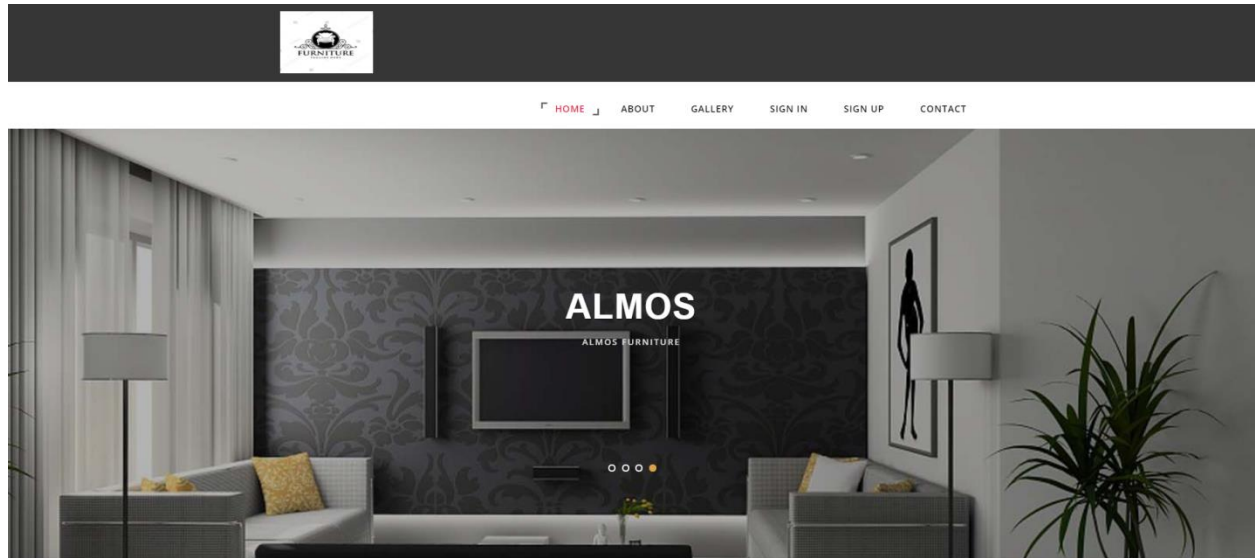 FURNITURE
HOME
ABOUT
GALLERY
SIGN IN
SIGN UP
CONTACT
ALMOS
ALMOS FURNITURE